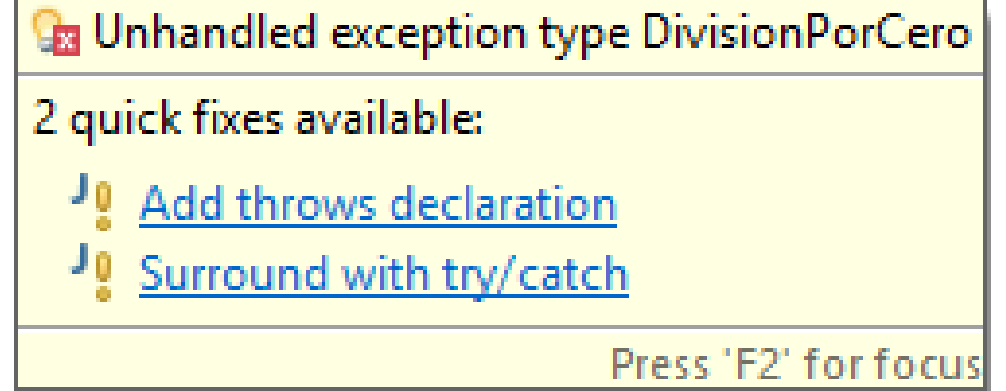 Unhandled exception type DivisionPorCero
2 quick fixes available:
Add throws declaration
Surround with try/catch
Press 'F2' for focus